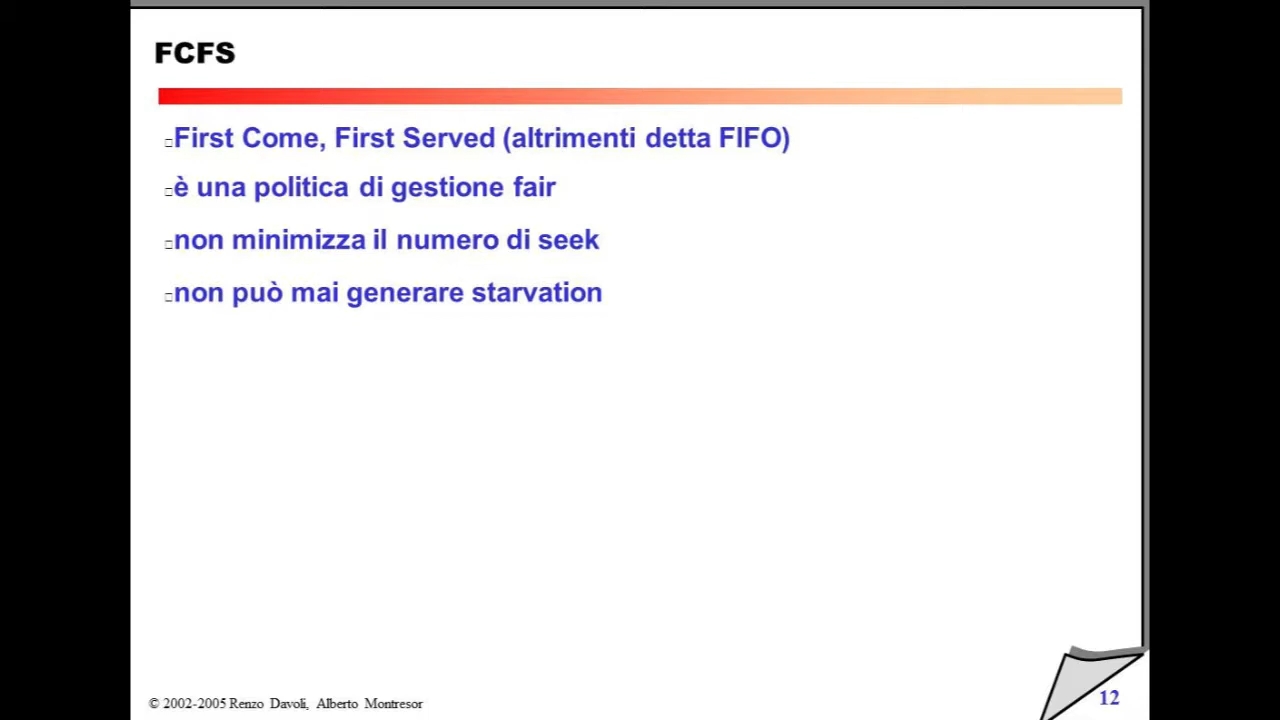 FCFS
First Come, First Served (altrimenti detta FIFO)
è una politica di gestione fair
non minimizza il numero di seek
non può mai generare starvation
© 2002-2005 Renzo Davoli, Alberto Montresor
12